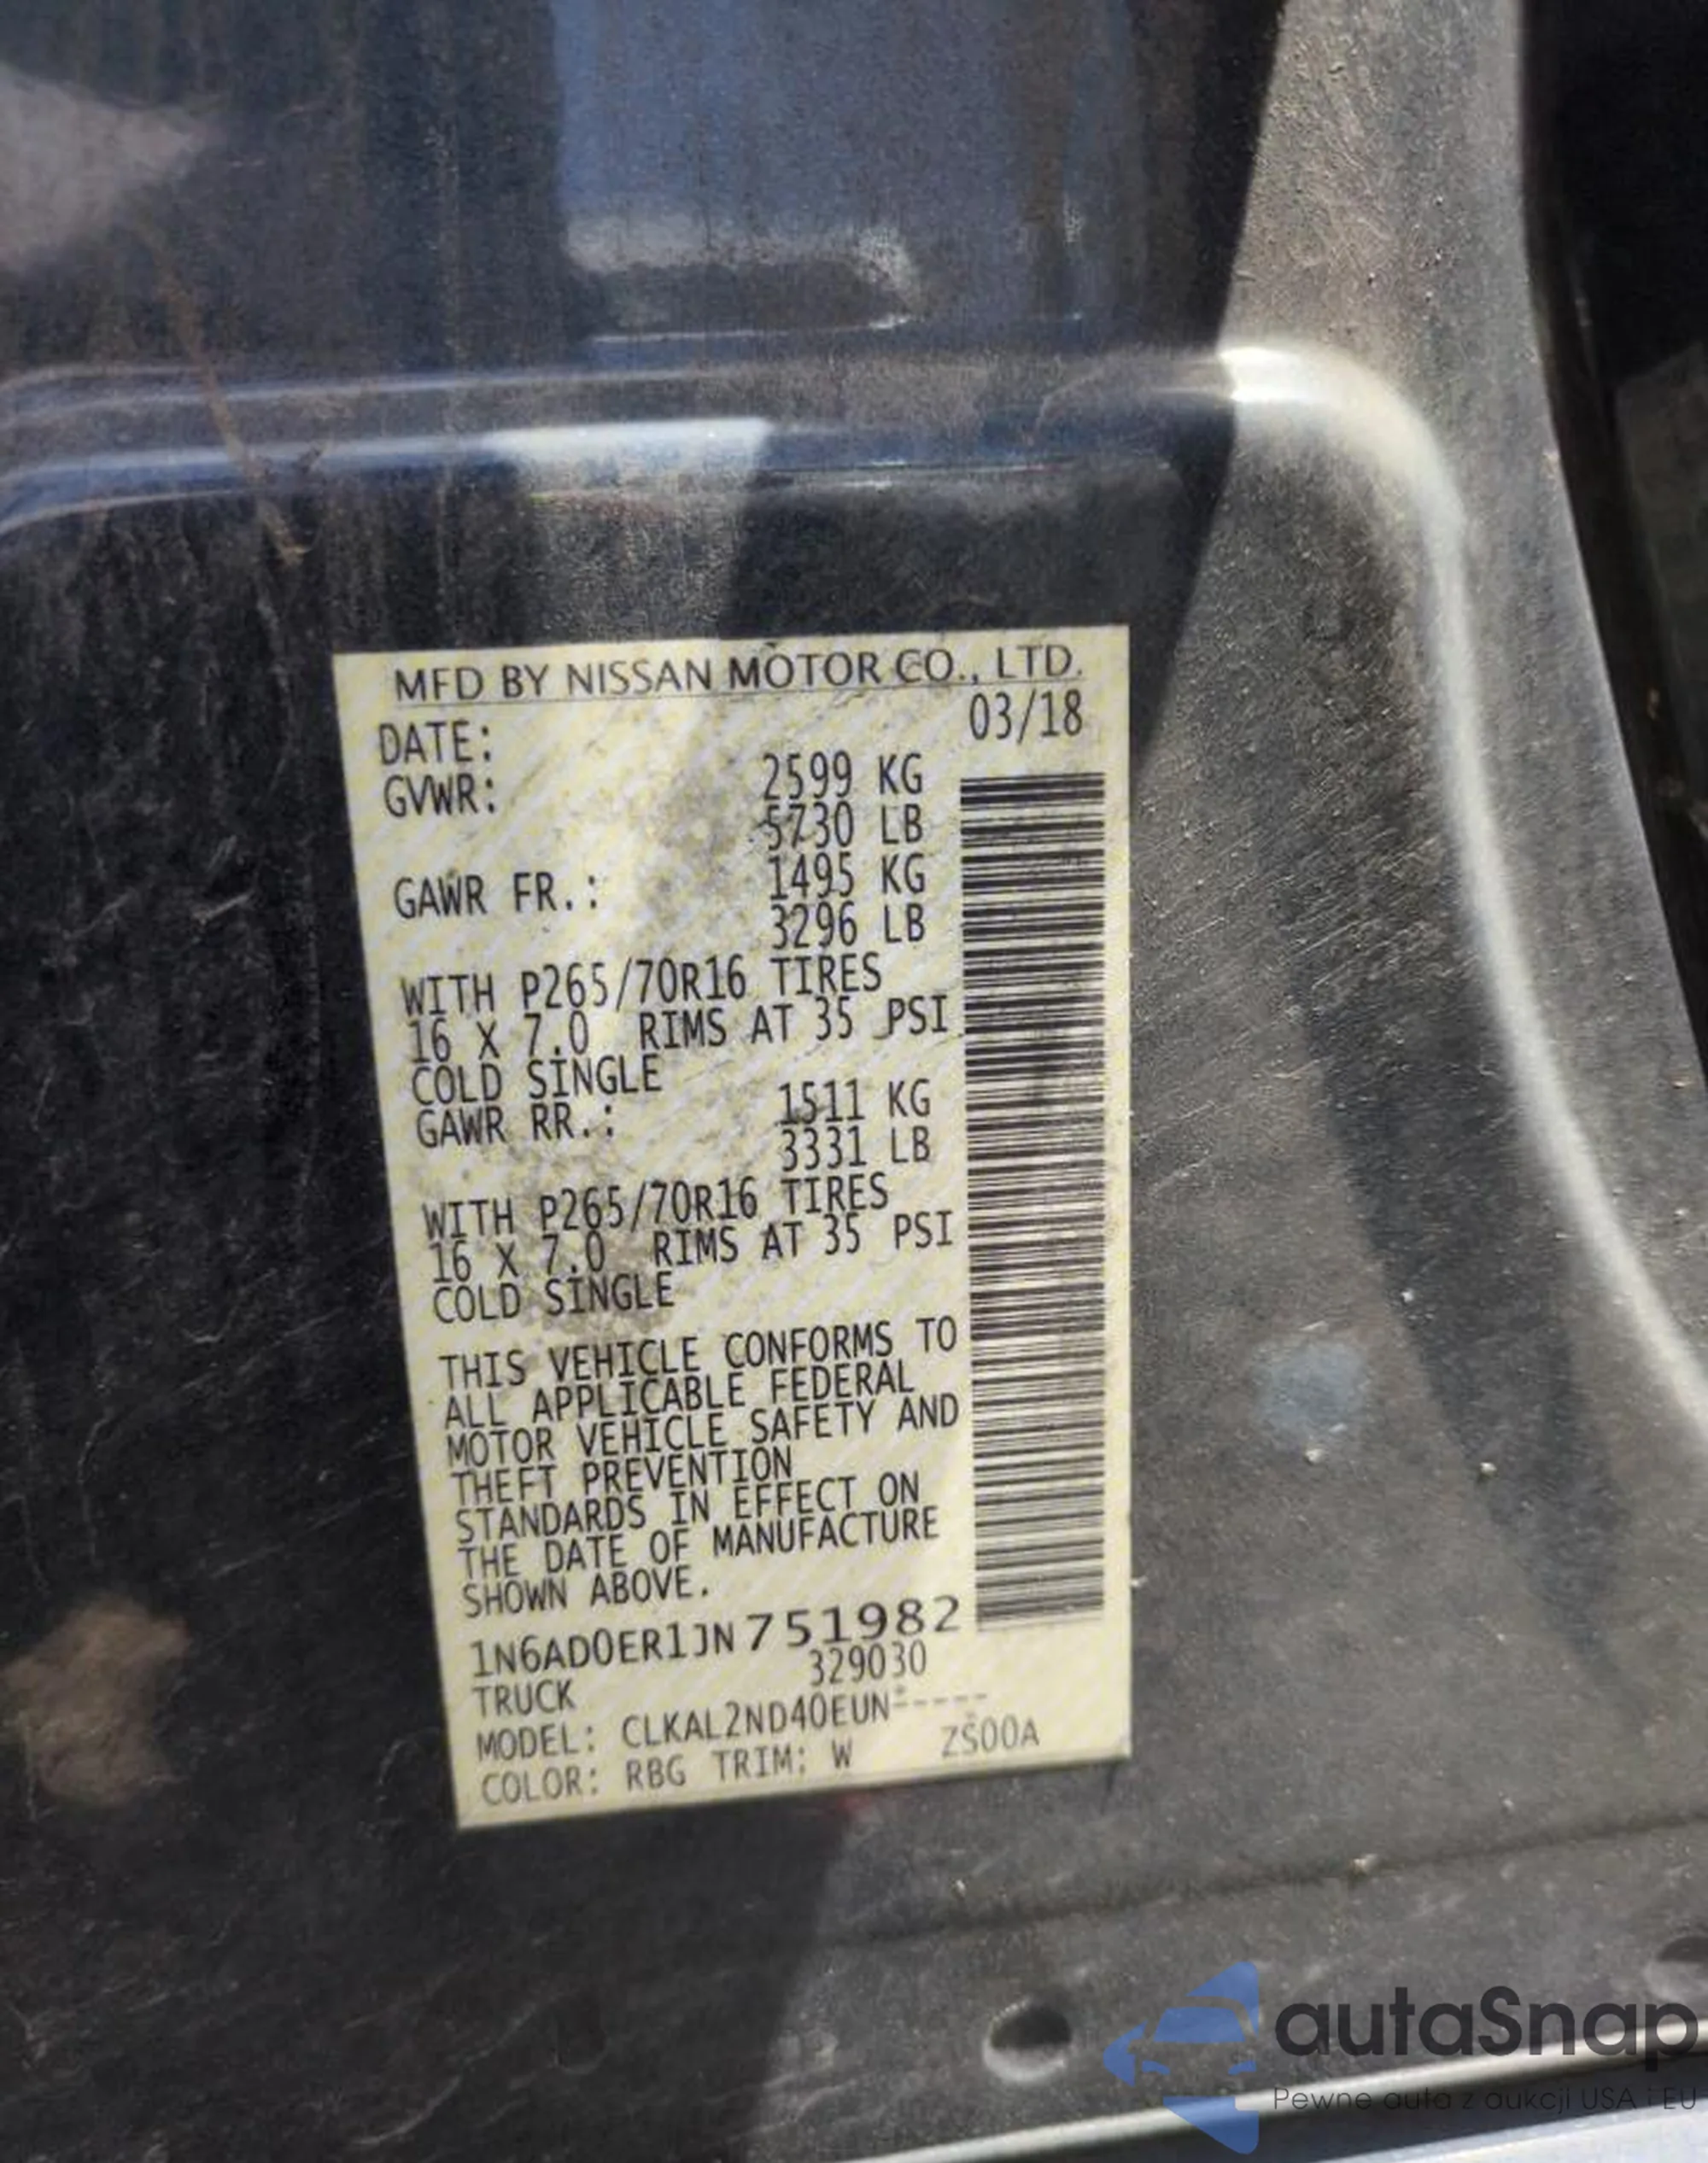 MFD BY NISSAN MOTOR CO., LTD.
DATE: 03/18
GVWR: 2599 KG
5730 LB
GAWR FR.: 1495 KG
3296 LB
WITH P265/70R16 TIRES
16 X 7.0 RIMS AT 35 PSI
COLD SINGLE
GAWR RR.: 1511 KG
3331 LB
WITH P265/70R16 TIRES
16 X 7.0 RIMS AT 35 PSI
COLD SINGLE
THIS VEHICLE CONFORMS TO
ALL APPLICABLE FEDERAL
MOTOR VEHICLE SAFETY AND
THEFT PREVENTION
STANDARDS IN EFFECT ON
THE DATE OF MANUFACTURE
SHOWN ABOVE.
1N6AD0ER1JN751982
TRUCK 329030
MODEL: CLKAL2ND40EUN-----
COLOR: RBG TRIM: W ZS00A
autaSnap
Pewne auta z aukcji USA i EU